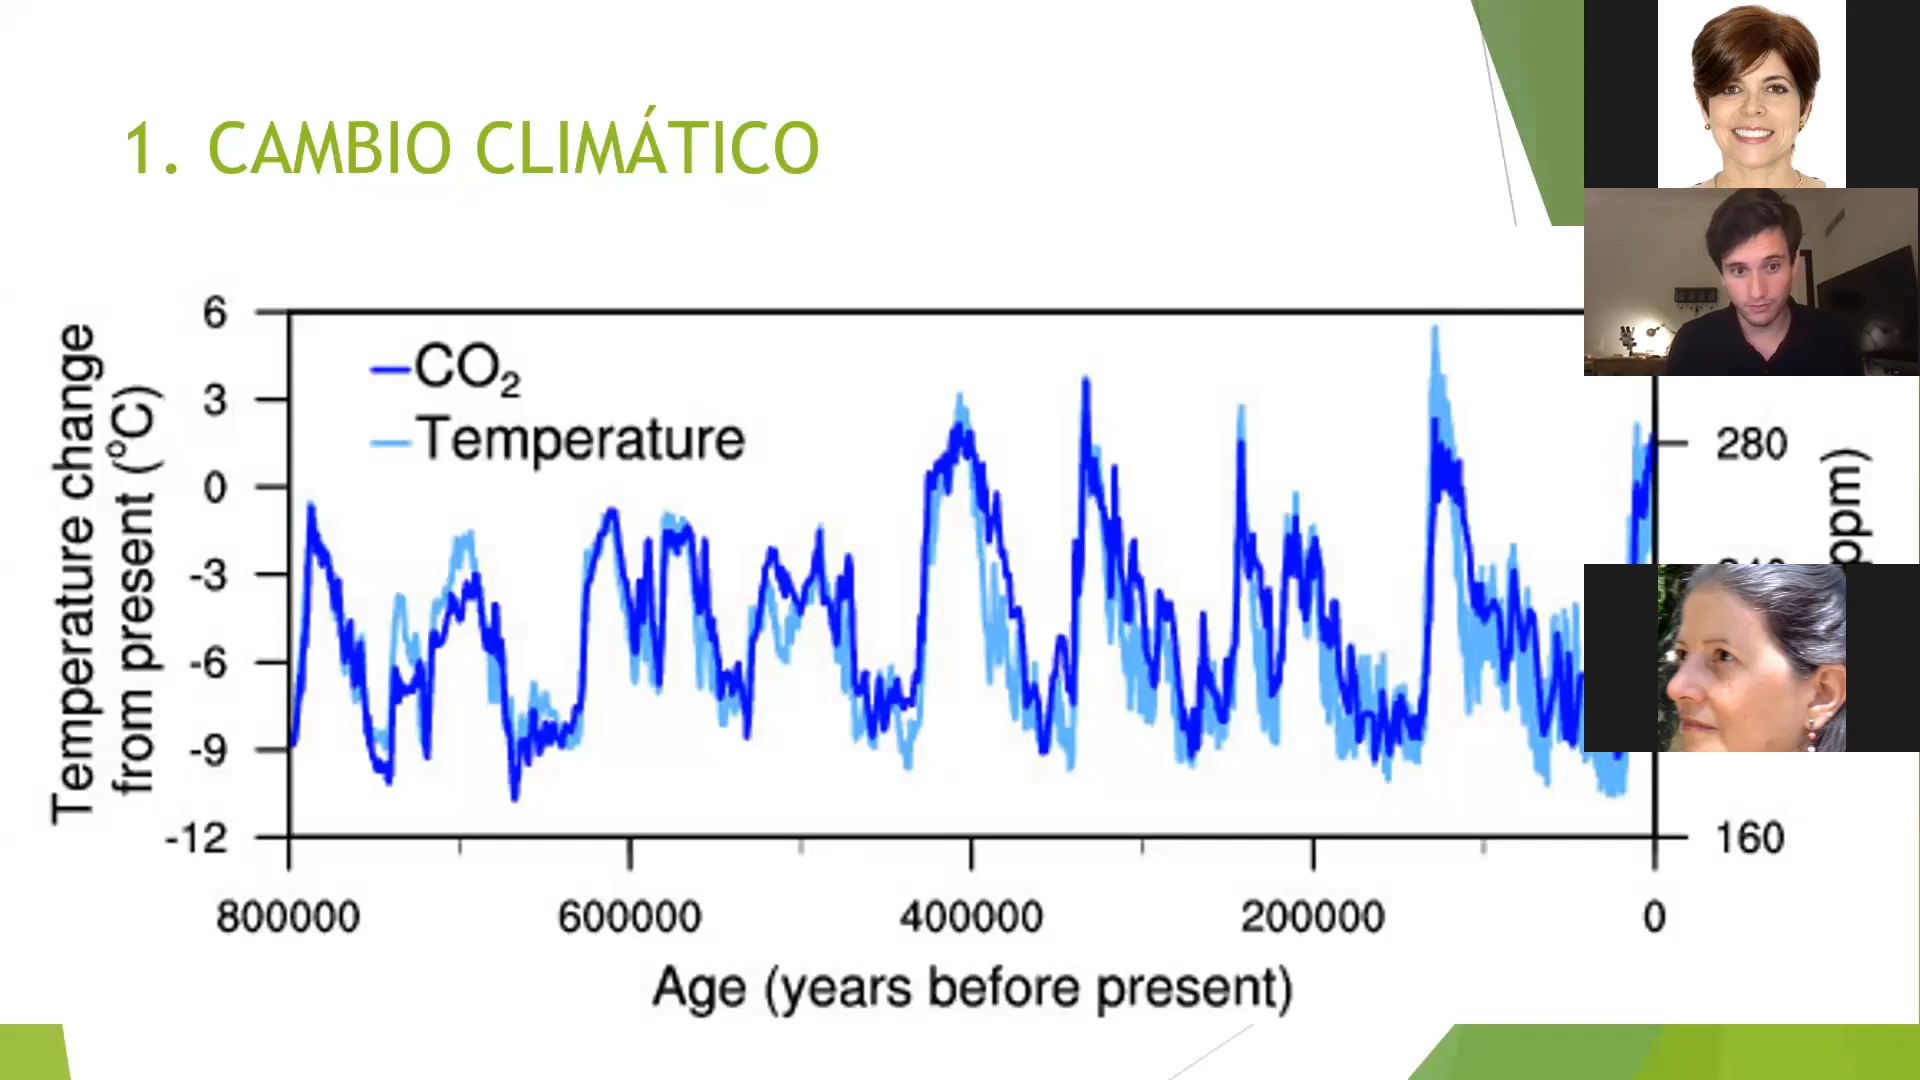 1. CAMBIO CLIMÁTICO
Temperature change
from present (°C)
6
3
0
-3
-6
-9
-12
CO₂
Temperature
280
160
ppm)
800000
600000
400000
200000
0
Age (years before present)